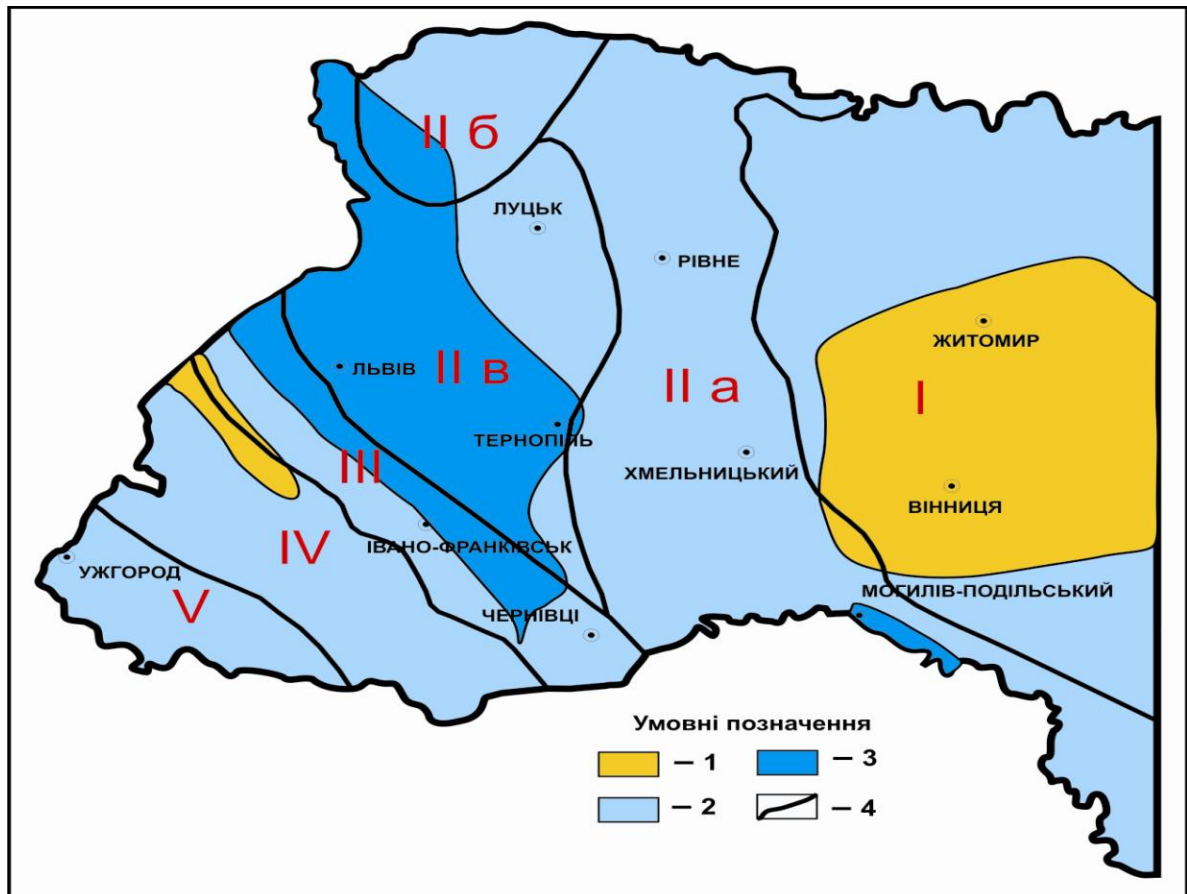 II б
ЛУЦЬК
РІВНЕ
ЖИТОМИР
ЛЬВІВ
II в
II а
I
ТЕРНОПІЛЬ
ХМЕЛЬНИЦЬКИЙ
III
ВІННИЦЯ
IV
ІВАНО-ФРАНКІВСЬК
УЖГОРОД
V
МОГИЛІВ-ПОДІЛЬСЬКИЙ
ЧЕРНІВЦІ
Умовні позначення
– 1
– 3
– 2
– 4